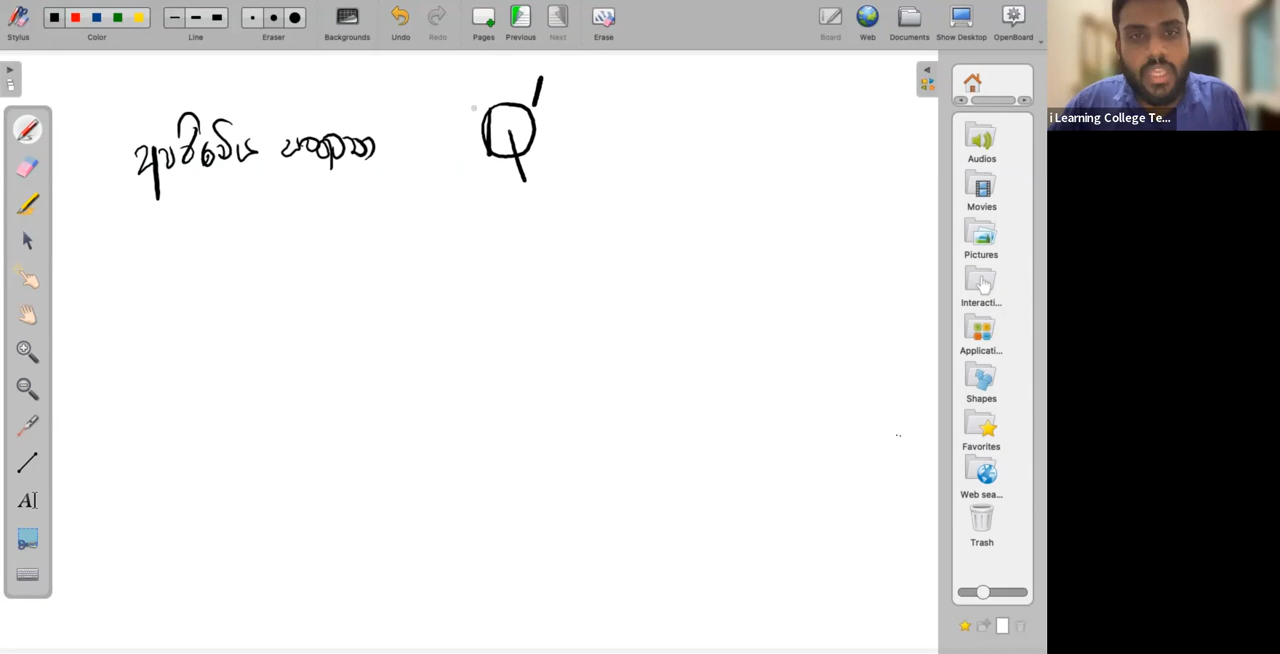 Stylus
Color
Line
Eraser
Backgrounds
Undo
Redo
Pages
Previous
Next
Erase
Board
Web
Documents
Show Desktop
OpenBoard
i Learning College Te...
අපරිමේය සංඛ්‍යා Q'
Audios
Movies
Pictures
Interacti...
Applicati...
Shapes
Favorites
Web sea...
Trash